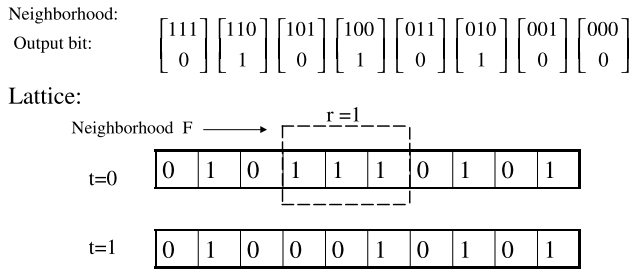 Neighborhood:
111 110 101 100 011 010 001 000
Output bit:
0 1 0 1 0 1 0 0
Lattice:
r =1
Neighborhood F
t=0
0 1 0 1 1 1 0 1 0 1
t=1
0 1 0 0 0 1 0 1 0 1